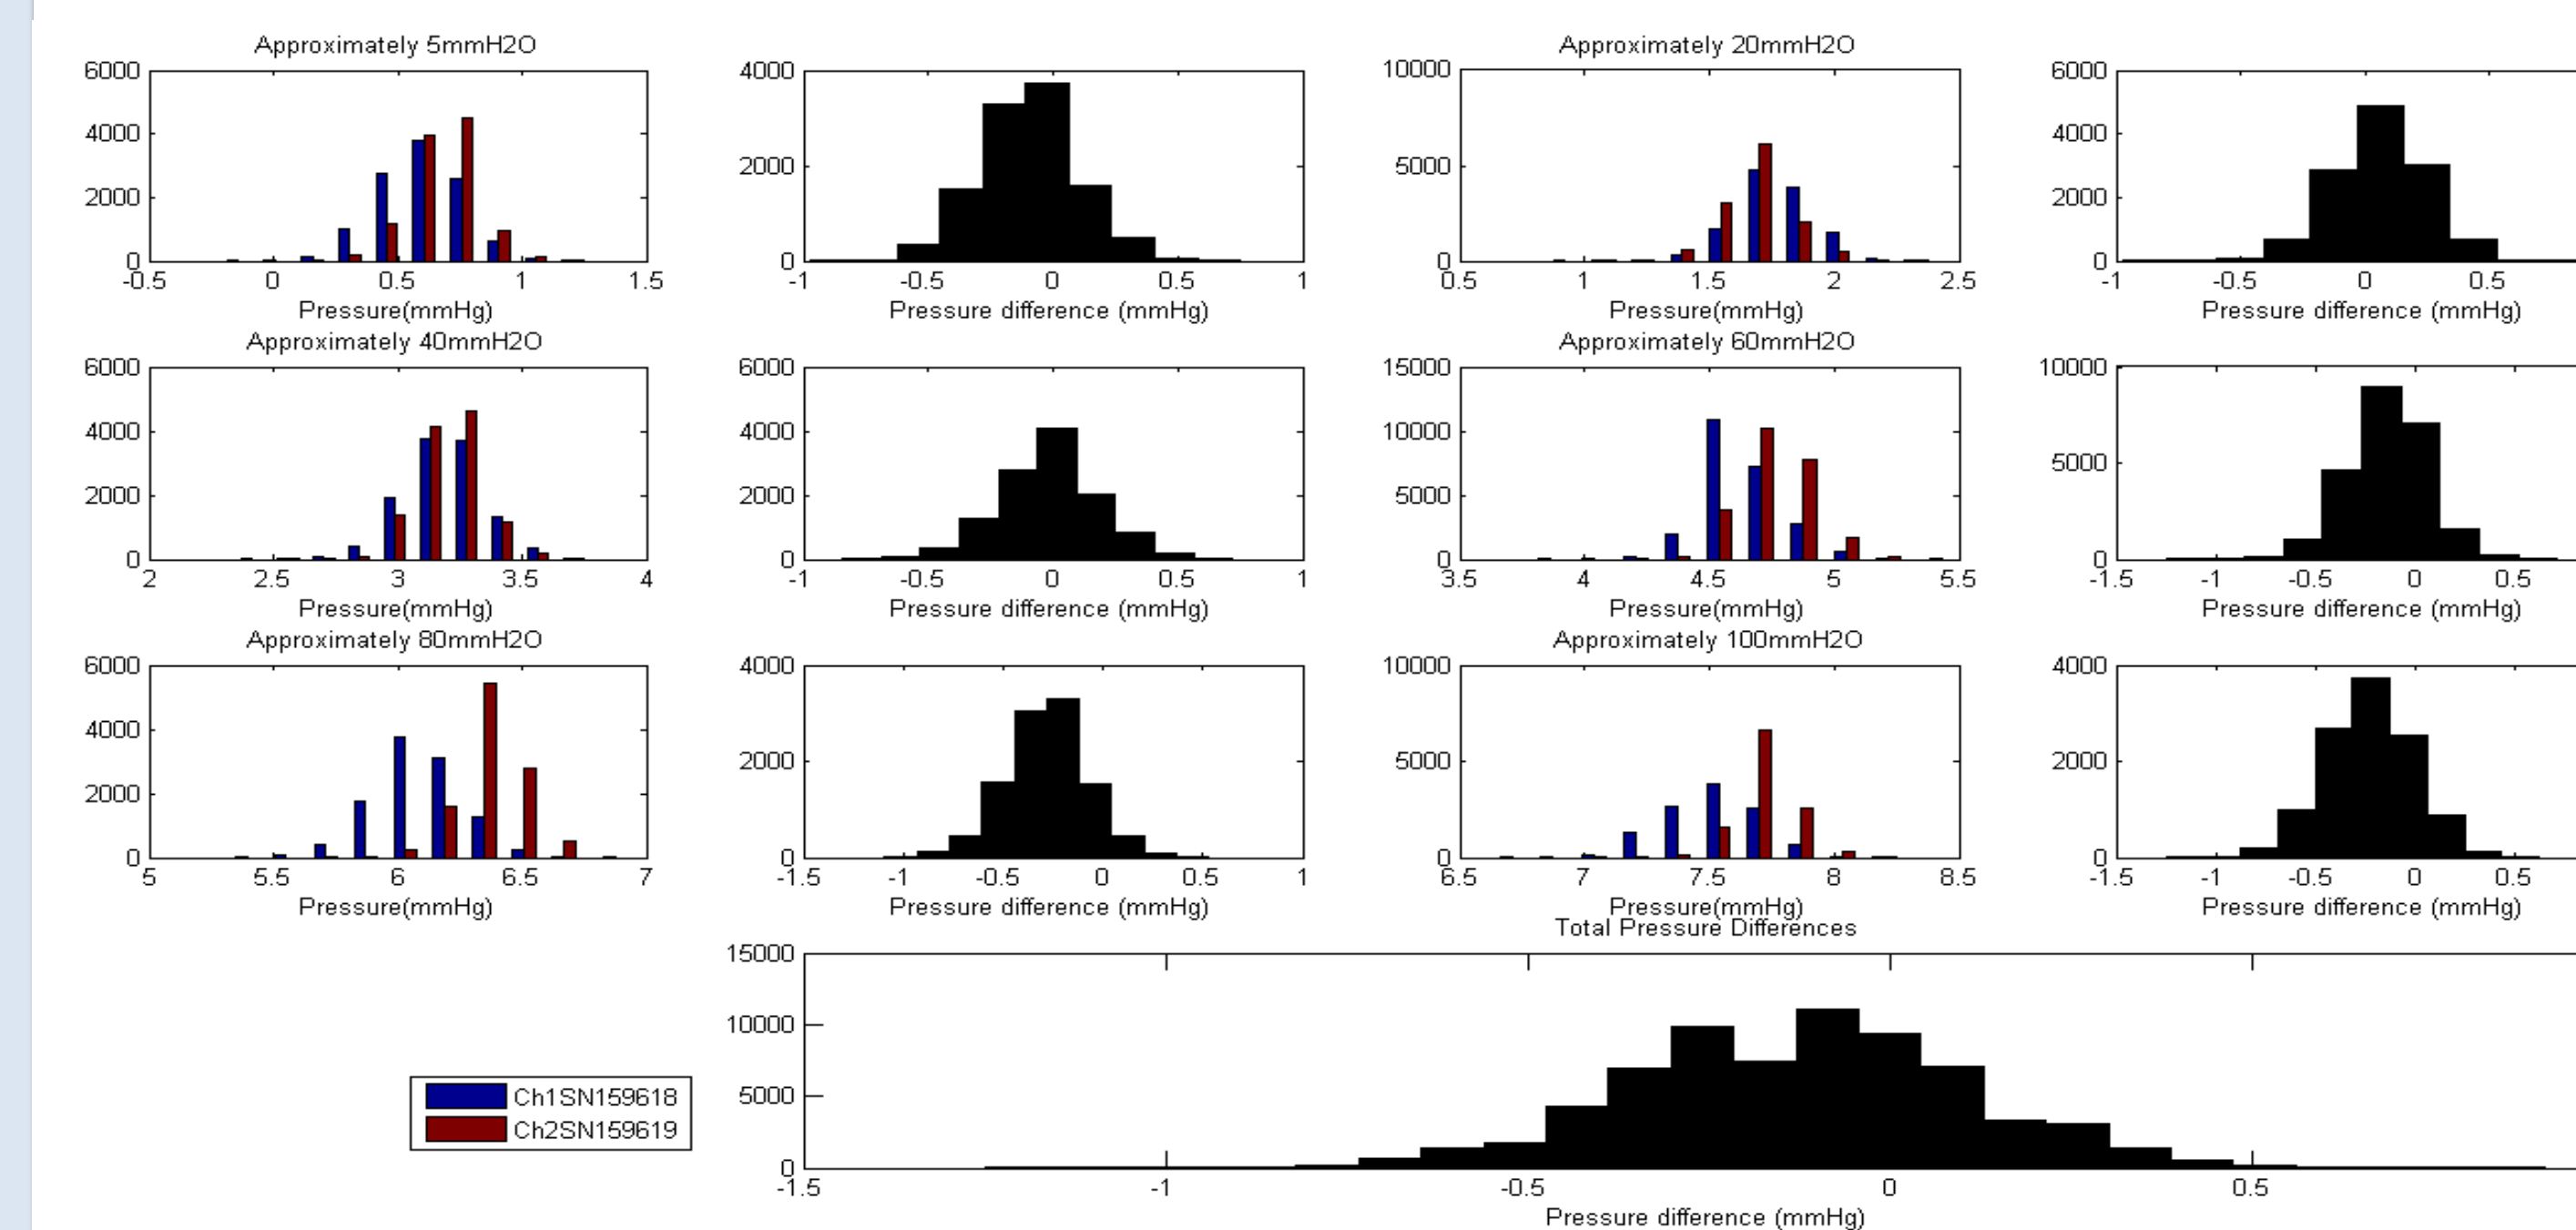 Approximately 5mmH2O
6000
4000
2000
0
-0.5 0 0.5 1 1.5
Pressure(mmHg)
4000
2000
0
-1 -0.5 0 0.5 1
Pressure difference (mmHg)
Approximately 20mmH2O
10000
5000
0
0.5 1 1.5 2 2.5
Pressure(mmHg)
6000
4000
2000
0
-1 -0.5 0 0.5
Pressure difference (mmHg)
Approximately 40mmH2O
6000
4000
2000
0
2 2.5 3 3.5 4
Pressure(mmHg)
6000
4000
2000
0
-1 -0.5 0 0.5 1
Pressure difference (mmHg)
Approximately 60mmH2O
15000
10000
5000
0
3.5 4 4.5 5 5.5
Pressure(mmHg)
10000
5000
0
-1.5 -1 -0.5 0 0.5
Pressure difference (mmHg)
Approximately 80mmH2O
6000
4000
2000
0
5 5.5 6 6.5 7
Pressure(mmHg)
4000
2000
0
-1.5 -1 -0.5 0 0.5 1
Pressure difference (mmHg)
Approximately 100mmH2O
10000
5000
0
6.5 7 7.5 8 8.5
Pressure(mmHg)
4000
2000
0
-1.5 -1 -0.5 0 0.5
Pressure difference (mmHg)
Total Pressure Differences
15000
10000
5000
0
-1.5 -1 -0.5 0 0.5
Pressure difference (mmHg)
Ch1SN159618
Ch2SN159619